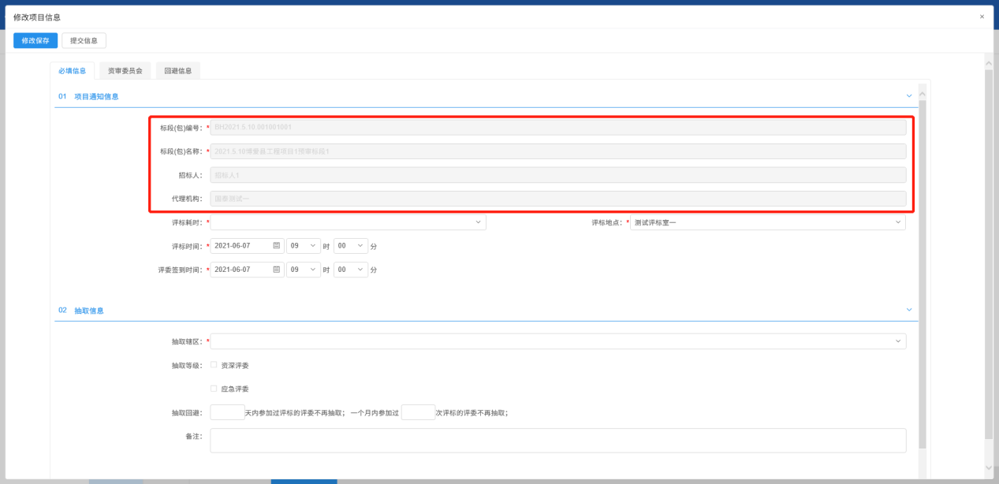 修改项目信息 ×
修改保存 提交信息
必填信息 资审委员会 回避信息
01 项目通知信息
标段(包)编号: * BH2021.5.10.001001001
标段(包)名称: * 2021.5.10博爱县工程项目1预审标段1
招标人: 招标人1
代理机构: 国泰测试一
评标耗时: * 评标地点: * 测试评标室一
评标时间: * 2021-06-07 09 时 00 分
评委签到时间: * 2021-06-07 09 时 00 分
02 抽取信息
抽取辖区: *
抽取等级: 资深评委
应急评委
抽取回避: 天内参加过评标的评委不再抽取; 一个月内参加过 次评标的评委不再抽取;
备注: